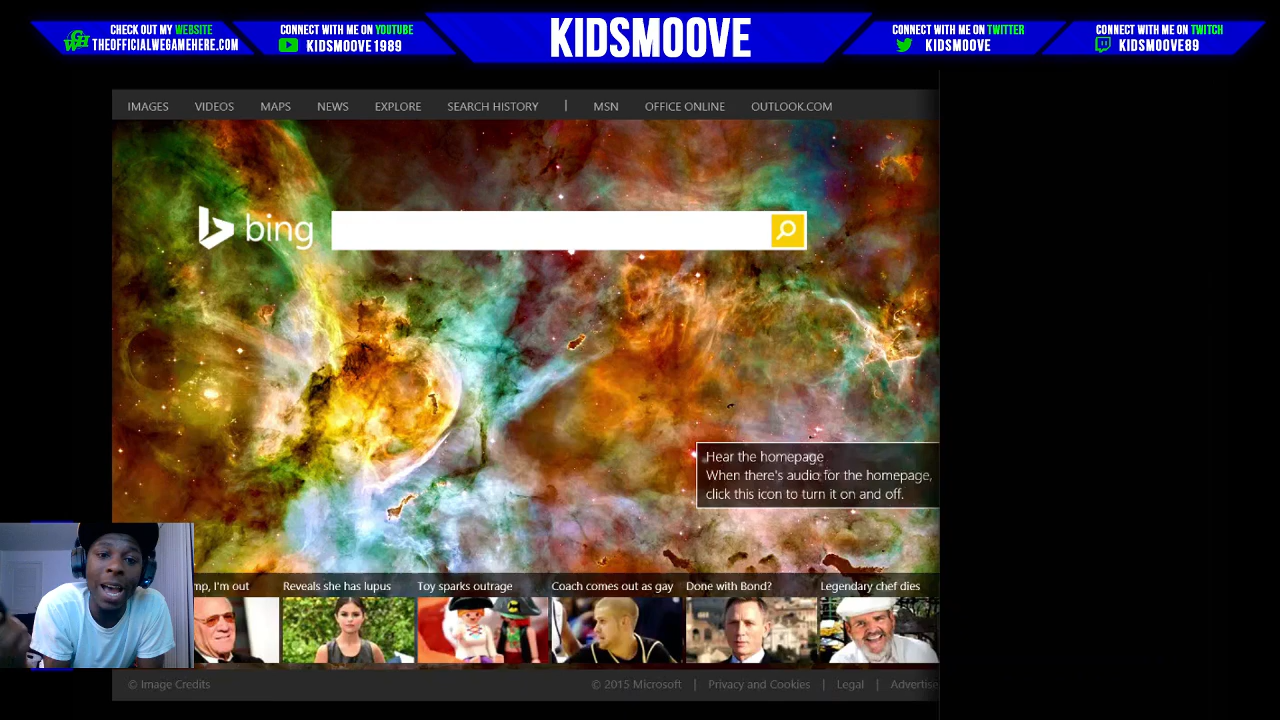 CHECK OUT MY WEBSITE
THEOFFICIALWEGAMEHERE.COM
CONNECT WITH ME ON YOUTUBE
KIDSMOOVE1989
KIDSMOOVE
CONNECT WITH ME ON TWITTER
KIDSMOOVE
CONNECT WITH ME ON TWITCH
KIDSMOOVE89
IMAGES VIDEOS MAPS NEWS EXPLORE SEARCH HISTORY | MSN OFFICE ONLINE OUTLOOK.COM
bing
Hear the homepage
When there's audio for the homepage,
click this icon to turn it on and off.
mp, I'm out
Reveals she has lupus
Toy sparks outrage
Coach comes out as gay
Done with Bond?
Legendary chef dies
© Image Credits
© 2015 Microsoft | Privacy and Cookies | Legal | Advertise